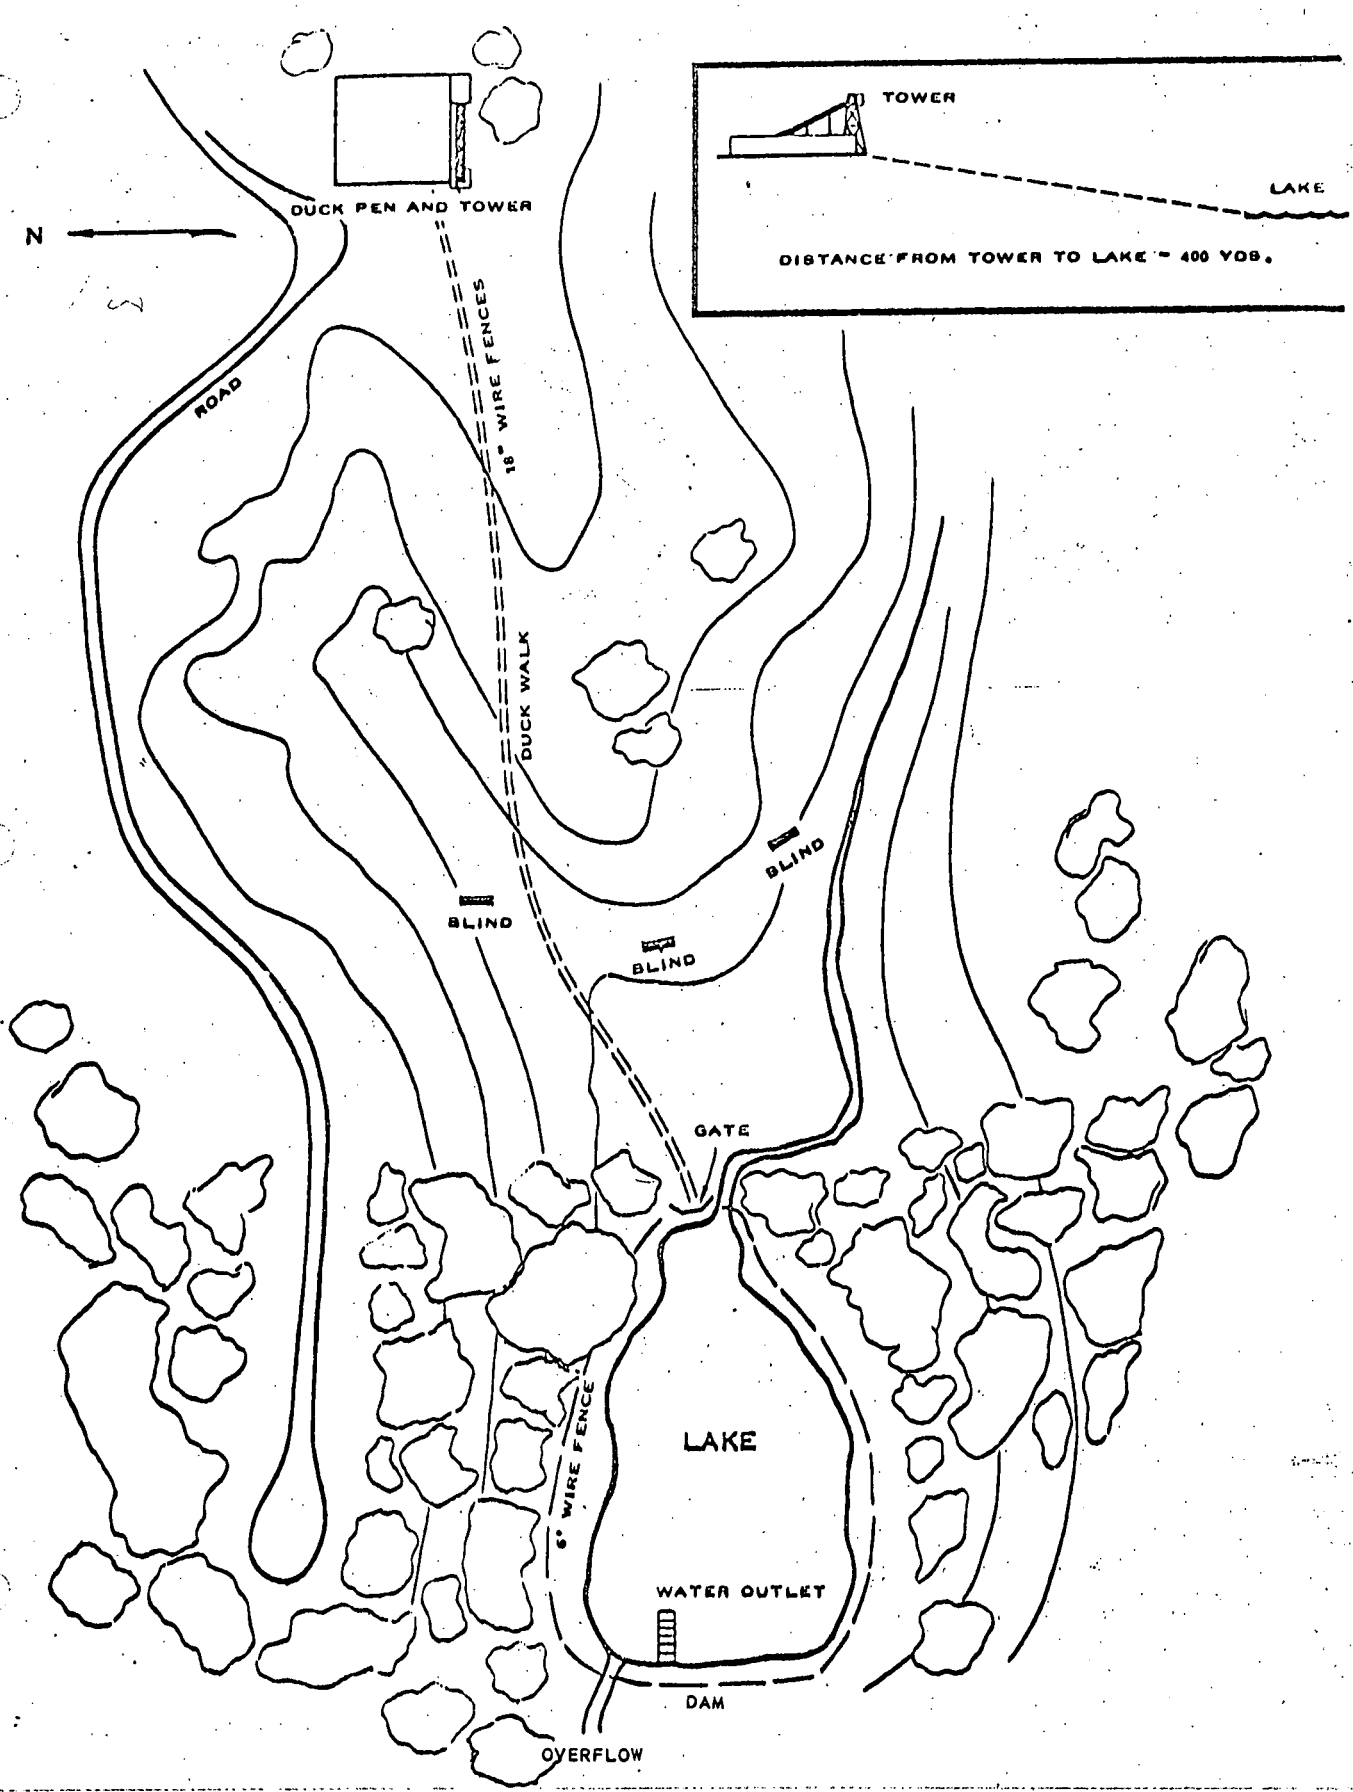 TOWER
LAKE
DISTANCE FROM TOWER TO LAKE - 400 YDS.
DUCK PEN AND TOWER
N
18" WIRE FENCES
ROAD
DUCK WALK
BLIND
BLIND
BLIND
GATE
6' WIRE FENCE
LAKE
WATER OUTLET
DAM
OVERFLOW